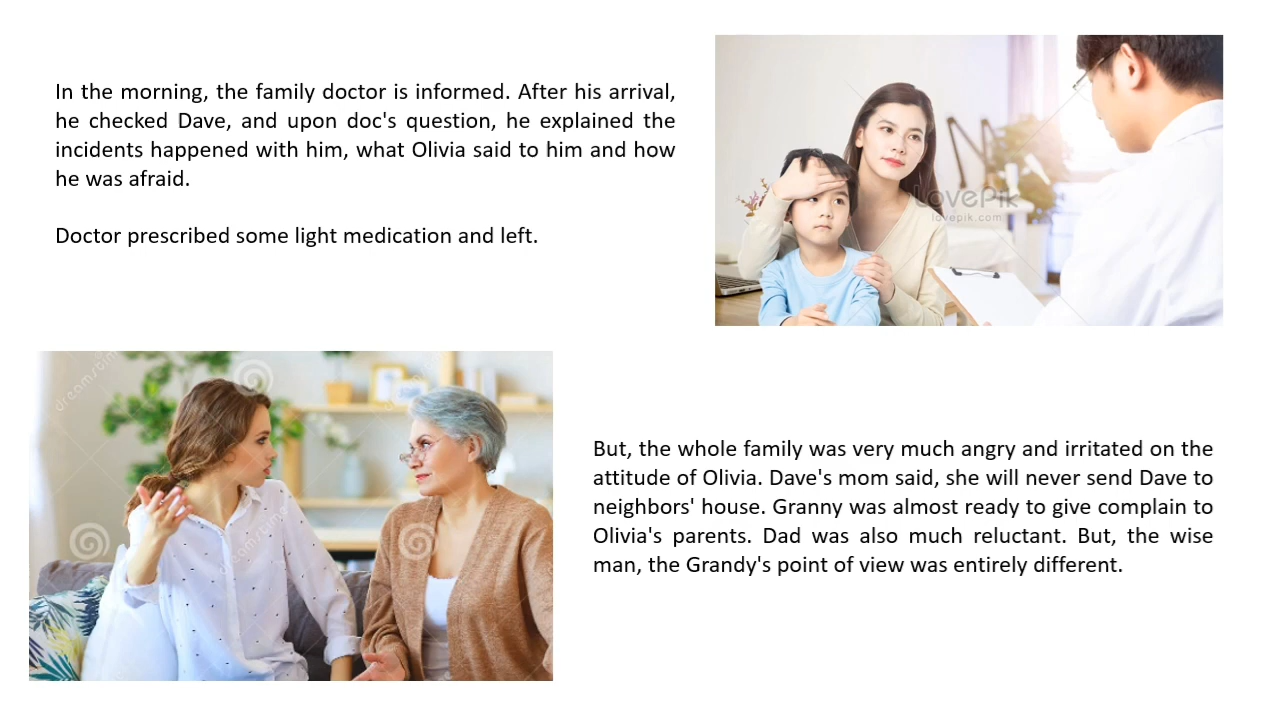 In the morning, the family doctor is informed. After his arrival,
he checked Dave, and upon doc's question, he explained the
incidents happened with him, what Olivia said to him and how
he was afraid.
Doctor prescribed some light medication and left.
LovePik
lovepik.com
dreamstime
dreamstime
But, the whole family was very much angry and irritated on the
attitude of Olivia. Dave's mom said, she will never send Dave to
neighbors' house. Granny was almost ready to give complain to
Olivia's parents. Dad was also much reluctant. But, the wise
man, the Grandy's point of view was entirely different.